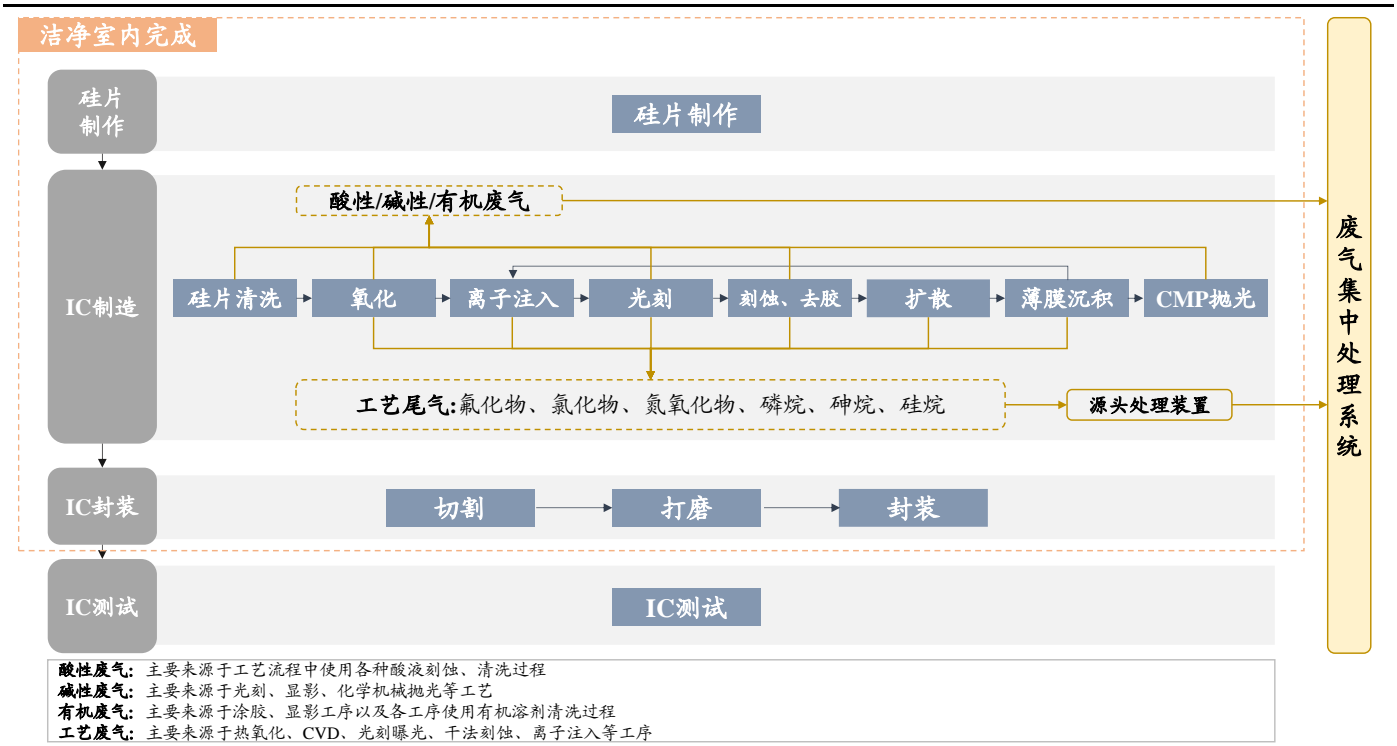 洁净室内完成
硅片
制作
硅片制作
酸性/碱性/有机废气
IC制造
硅片清洗
氧化
离子注入
光刻
刻蚀、去胶
扩散
薄膜沉积
CMP抛光
工艺尾气:氟化物、氯化物、氮氧化物、磷烷、砷烷、硅烷
源头处理装置
废气集中处理系统
IC封装
切割
打磨
封装
IC测试
IC测试
酸性废气：主要来源于工艺流程中使用各种酸液刻蚀、清洗过程
碱性废气：主要来源于光刻、显影、化学机械抛光等工艺
有机废气：主要来源于涂胶、显影工序以及各工序使用有机溶剂清洗过程
工艺废气：主要来源于热氧化、CVD、光刻曝光、干法刻蚀、离子注入等工序